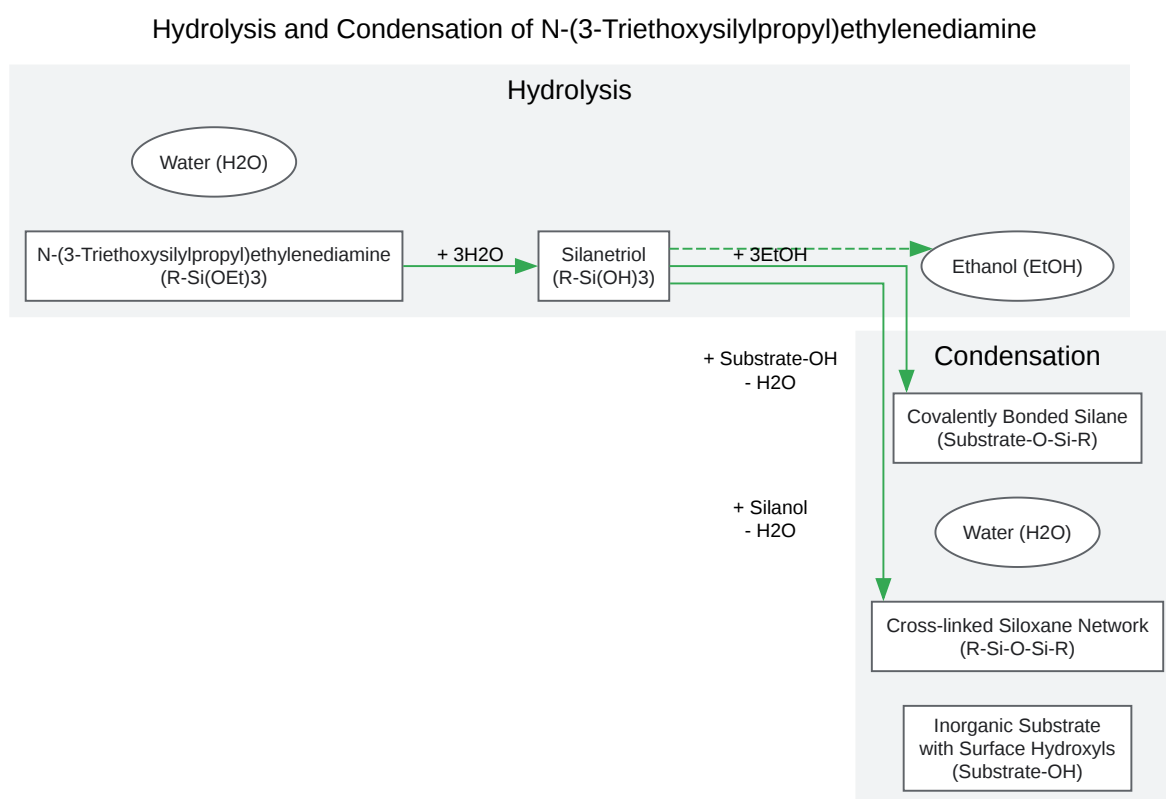 Hydrolysis and Condensation of N-(3-Triethoxysilylpropyl)ethylenediamine
Hydrolysis
Water (H2O)
N-(3-Triethoxysilylpropyl)ethylenediamine
(R-Si(OEt)3)
+ 3H2O
Silanetriol
(R-Si(OH)3)
+ 3EtOH
Ethanol (EtOH)
+ Substrate-OH
- H2O
Condensation
Covalently Bonded Silane
(Substrate-O-Si-R)
+ Silanol
- H2O
Water (H2O)
Cross-linked Siloxane Network
(R-Si-O-Si-R)
Inorganic Substrate
with Surface Hydroxyls
(Substrate-OH)